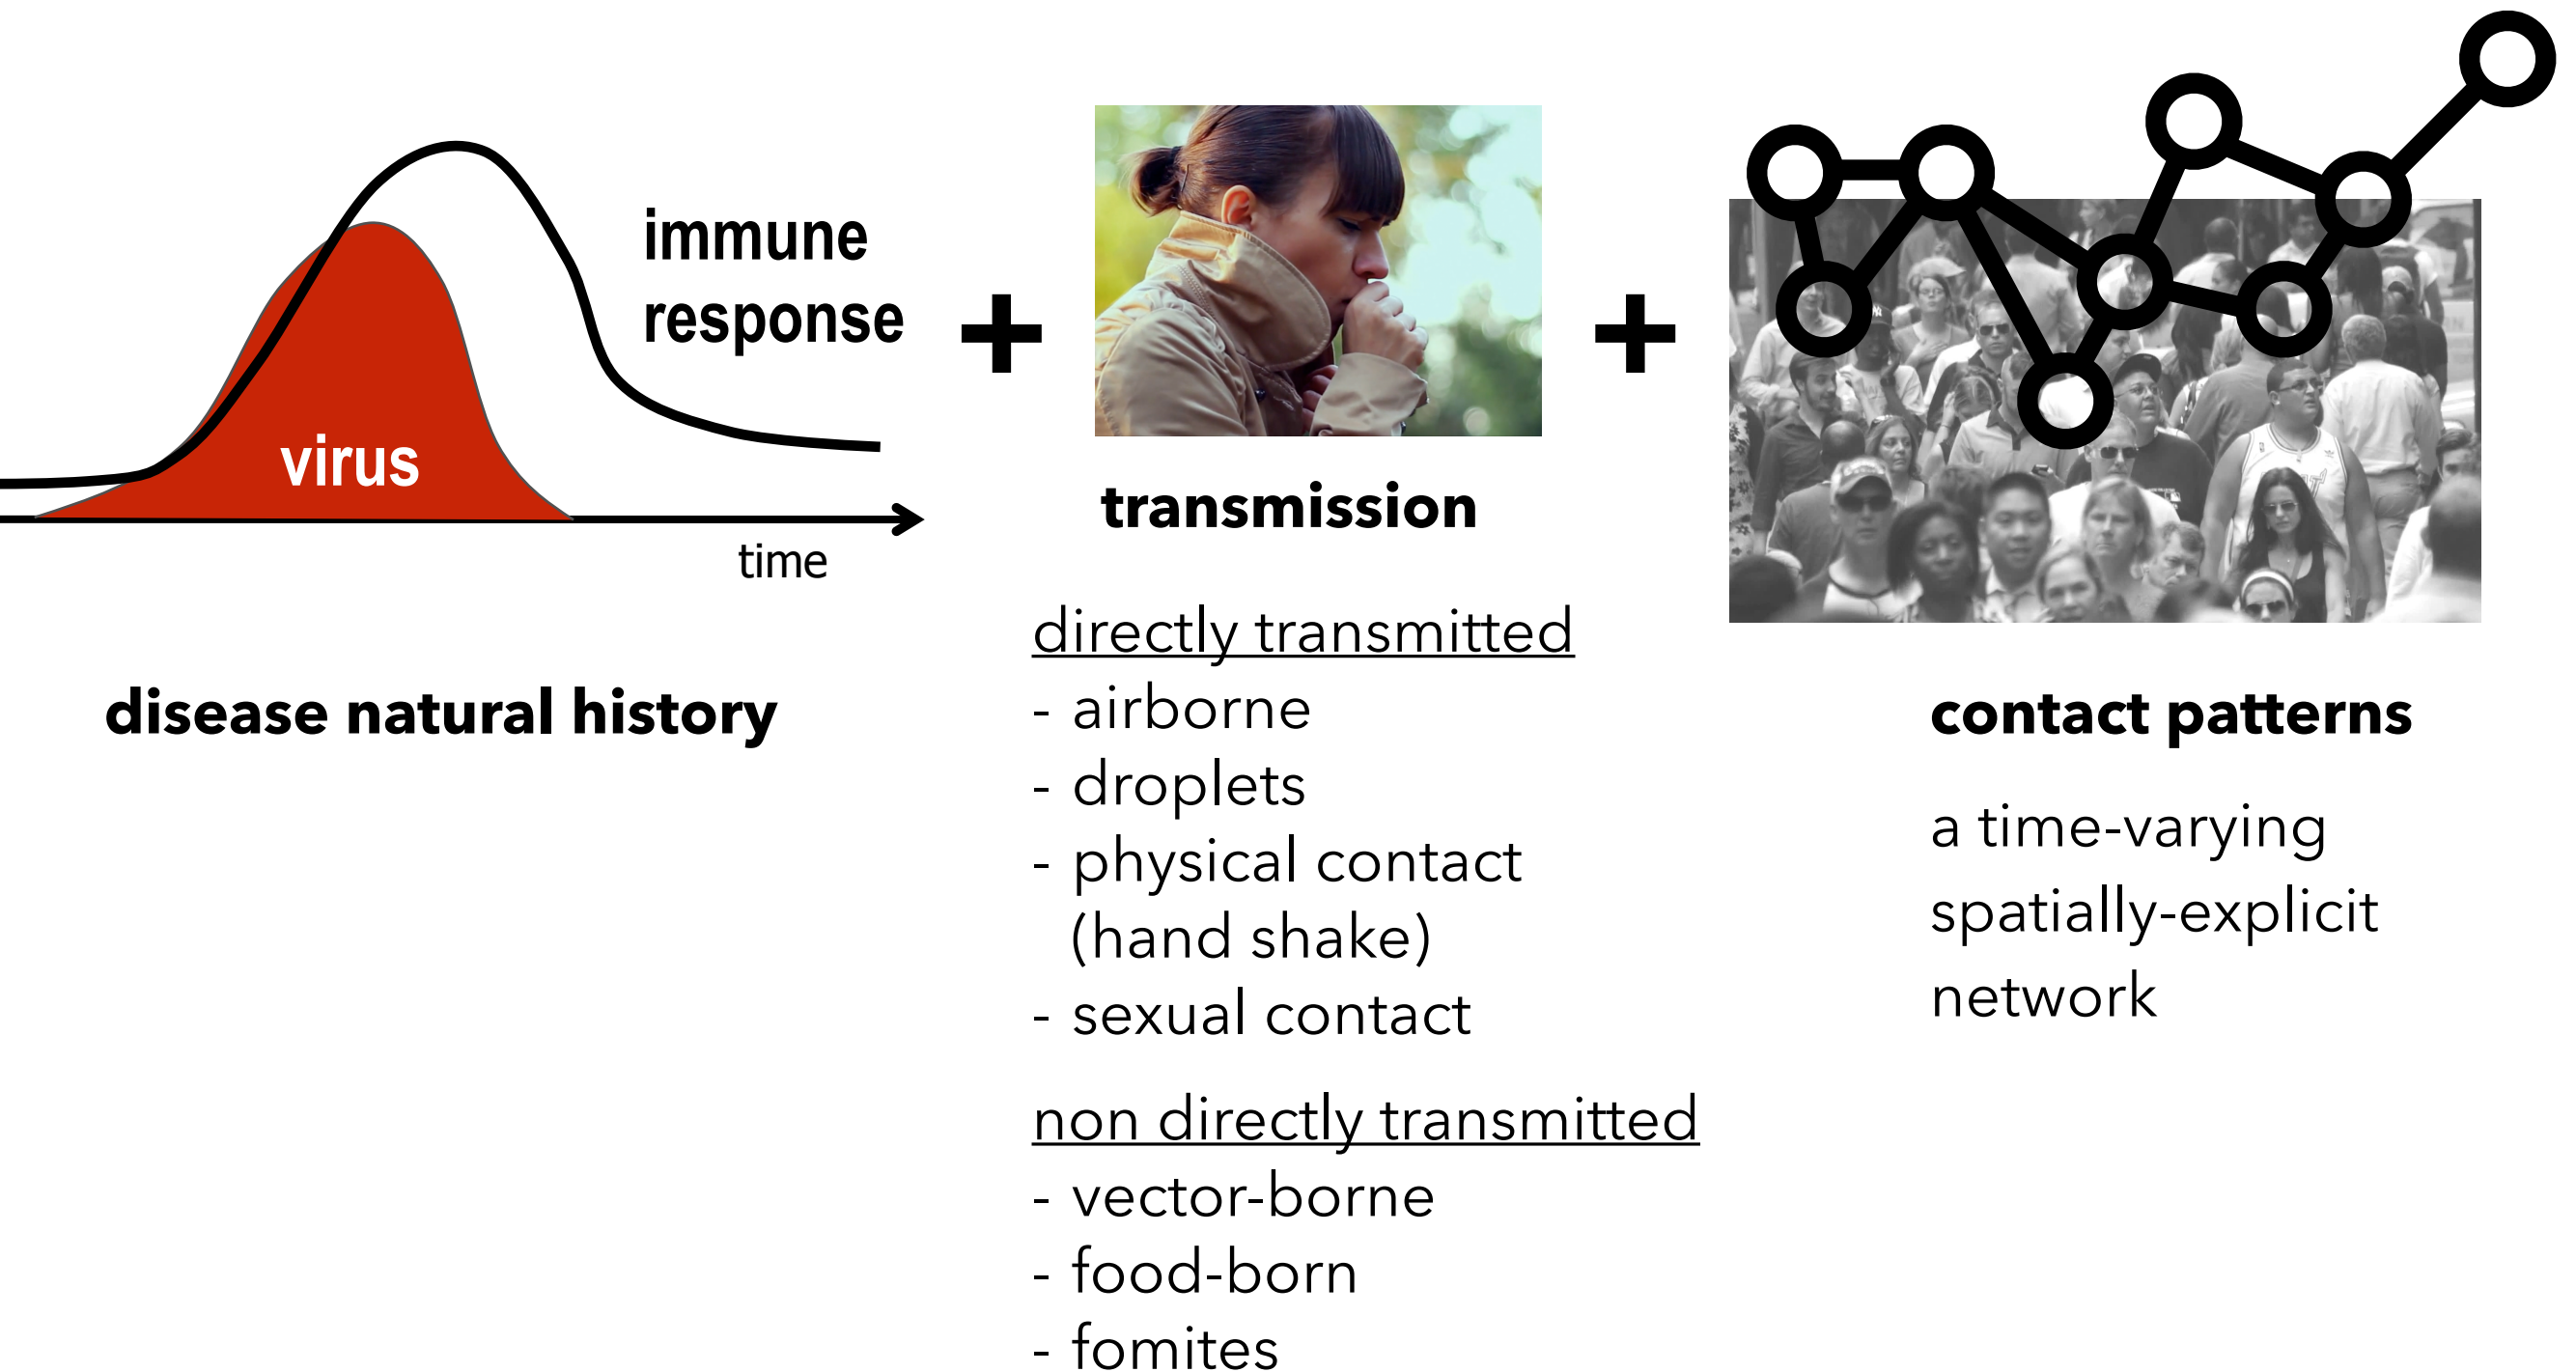 immune
response
virus
time
disease natural history
+
transmission
directly transmitted
- airborne
- droplets
- physical contact
(hand shake)
- sexual contact
non directly transmitted
- vector-borne
- food-born
- fomites
+
contact patterns
a time-varying
spatially-explicit
network